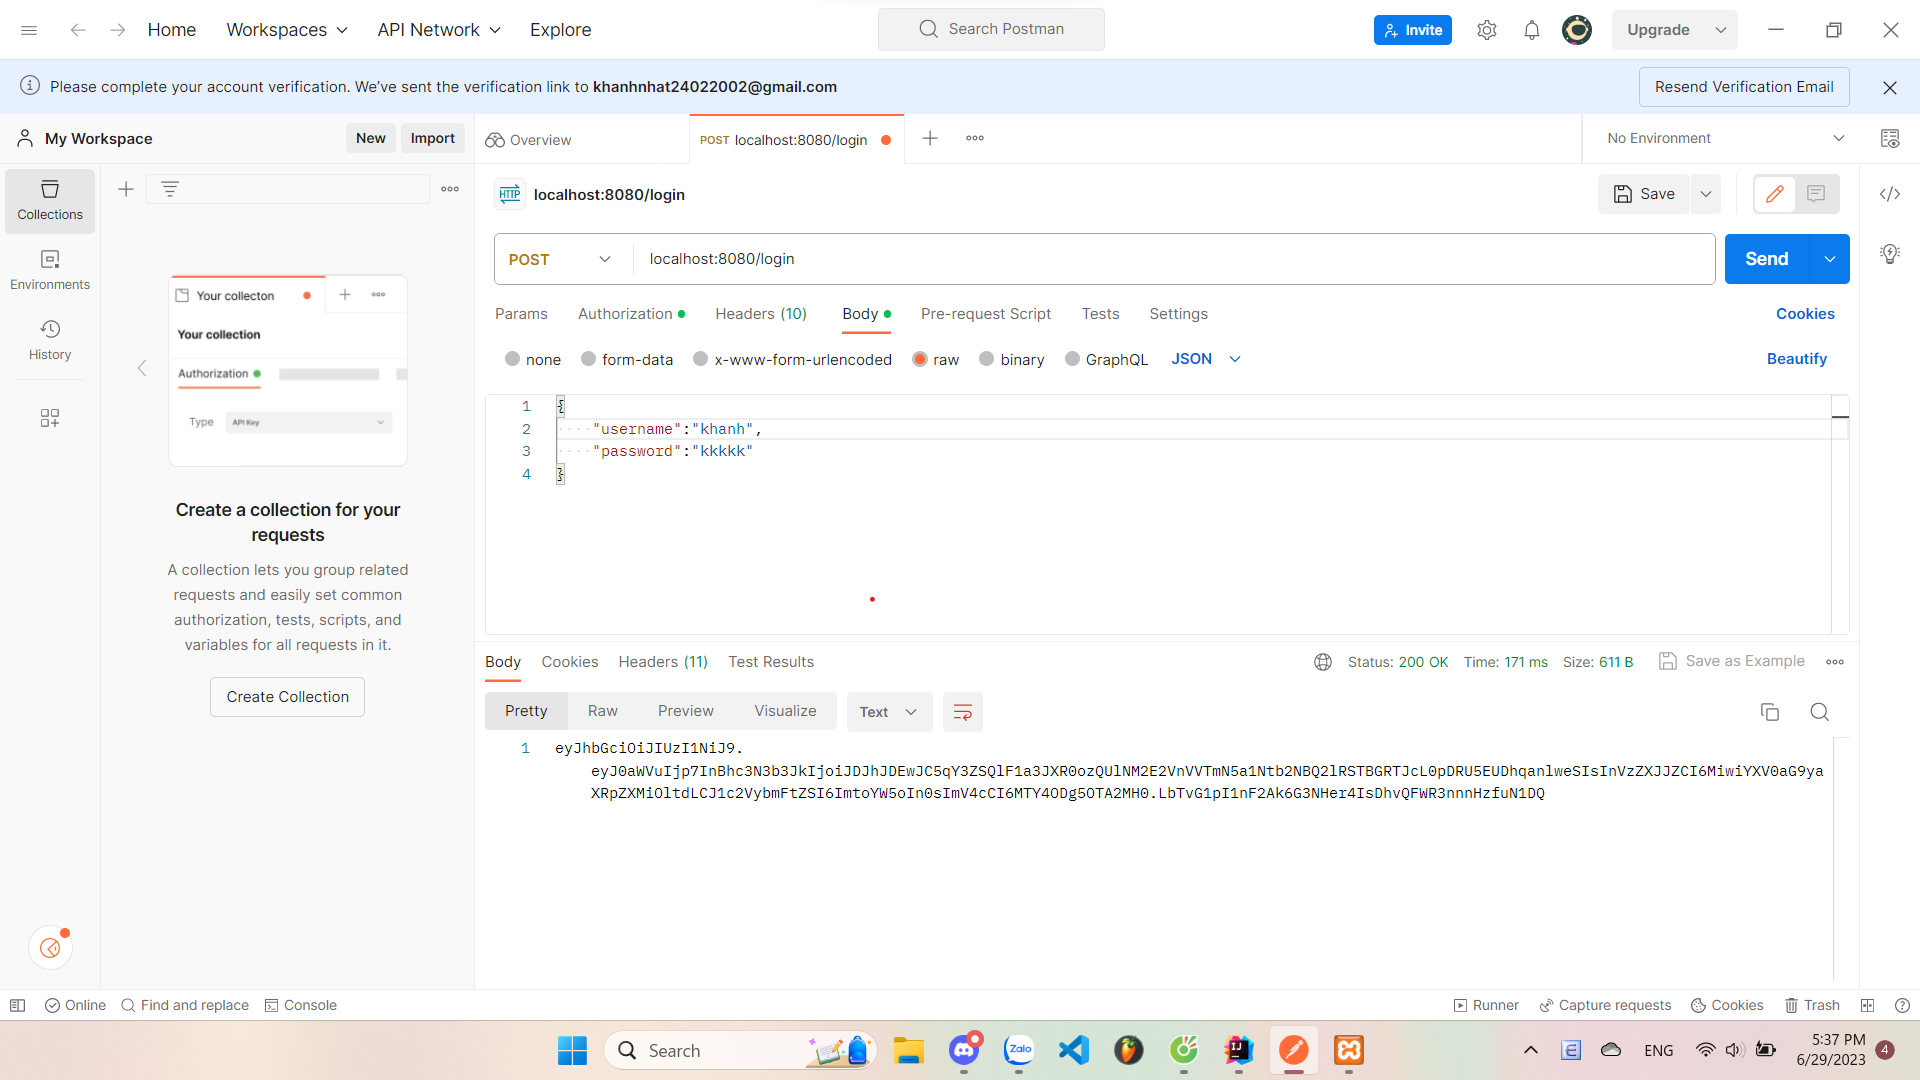 Home
Workspaces
API Network
Explore
Search Postman
Invite
Upgrade
Please complete your account verification. We've sent the verification link to khanhnhat24022002@gmail.com
Resend Verification Email
My Workspace
New
Import
Overview
POST localhost:8080/login
No Environment
Collections
Environments
History
HTTP
localhost:8080/login
Save
POST
localhost:8080/login
Send
Params
Authorization
Headers (10)
Body
Pre-request Script
Tests
Settings
Cookies
none
form-data
x-www-form-urlencoded
raw
binary
GraphQL
JSON
Beautify
1 {
2 "username":"khanh",
3 "password":"kkkkk"
4 }
Your collecton
Your collection
Authorization
Type
API Key
Create a collection for your
requests
A collection lets you group related
requests and easily set common
authorization, tests, scripts, and
variables for all requests in it.
Create Collection
Body
Cookies
Headers (11)
Test Results
Status: 200 OK
Time: 171 ms
Size: 611 B
Save as Example
Pretty
Raw
Preview
Visualize
Text
1 eyJhbGciOiJIUzI1NiJ9.
eyJ0aWVuIjp7InBhc3N3b3JkIjoiJDJhJDEwJC5qY3ZSQlF1a3JXR0ozQUlNM2E2VnVVTmN5a1Ntb2NBQ2lRSTBGRTJcL0pDRU5EUDhqanlweSIsInVzZXJJZCI6MiwiYXV0aG9ya
XRpZXMiOltdLCJ1c2VybmFtZSI6ImtoYW5oIn0sImV4cCI6MTY4ODg5OTA2MH0.LbTvG1pI1nF2Ak6G3NHer4IsDhvQFWR3nnnHzfuN1DQ
Online
Find and replace
Console
Runner
Capture requests
Cookies
Trash
Search
Zalo
IJ
E
ENG
5:37 PM
6/29/2023
4